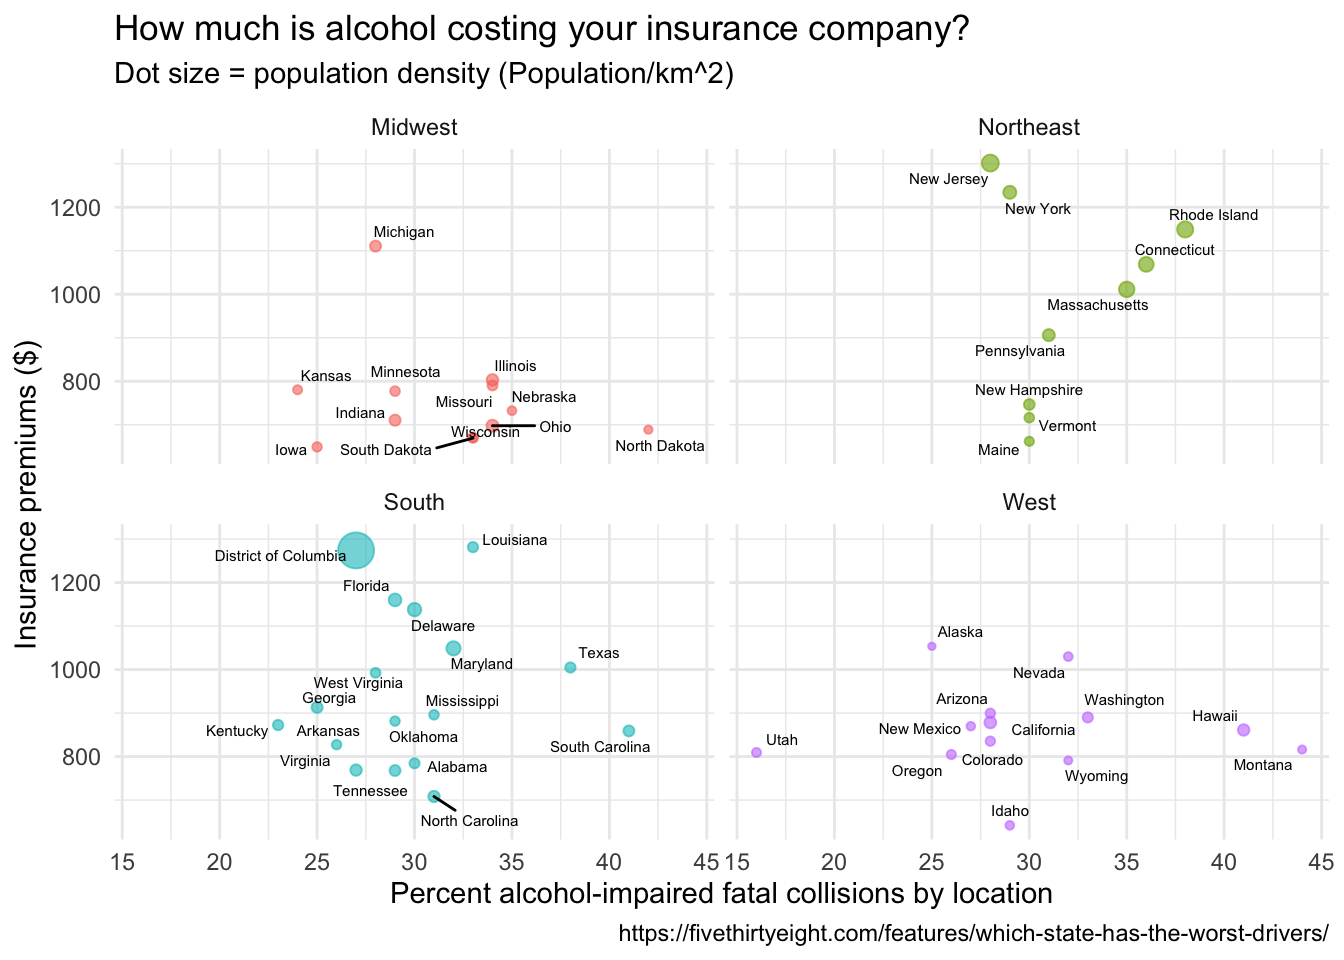 How much is alcohol costing your insurance company?
Dot size = population density (Population/km^2)
Midwest
Northeast
New Jersey
New York
1200
Rhode Island
Michigan
Connecticut
1000
Massachusetts
Pennsylvania
Illinois
Kansas
Minnesota
800
New Hampshire
Nebraska
Missouri
Indiana
Vermont
Ohio
Wisconsin
North Dakota
Iowa
South Dakota
Maine
Insurance premiums ($)
South
West
Louisiana
District of Columbia
Florida
1200
Delaware
Alaska
Texas
Maryland
1000
Nevada
West Virginia
Georgia
Mississippi
Arizona
Washington
Hawaii
Kentucky
Arkansas
New Mexico
California
Oklahoma
Utah
South Carolina
Virginia
800
Colorado
Alabama
Oregon
Montana
Wyoming
Tennessee
Idaho
North Carolina
15 20 25 30 35 40 45 15 20 25 30 35 40 45
Percent alcohol-impaired fatal collisions by location
https://fivethirtyeight.com/features/which-state-has-the-worst-drivers/